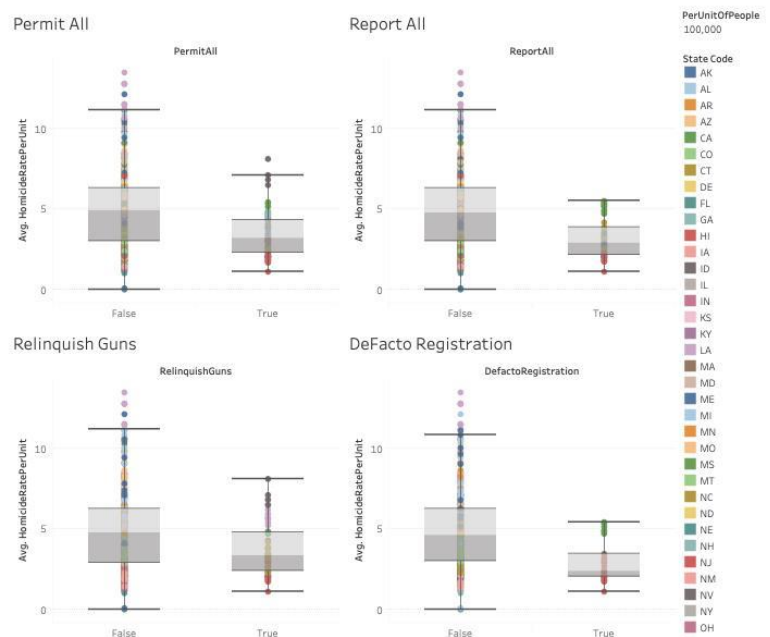 Permit All
PermitAll
Avg. HomicideRatePerUnit
10
5
0
False
True
Report All
ReportAll
Avg. HomicideRatePerUnit
10
5
0
False
True
Relinquish Guns
RelinquishGuns
Avg. HomicideRatePerUnit
10
5
0
False
True
DeFacto Registration
DefactoRegistration
Avg. HomicideRatePerUnit
10
5
0
False
True
PerUnitOfPeople
100,000
State Code
AK
AL
AR
AZ
CA
CO
CT
DE
FL
GA
HI
IA
ID
IL
IN
KS
KY
LA
MA
MD
ME
MI
MN
MO
MS
MT
NC
ND
NE
NH
NJ
NM
NV
NY
OH